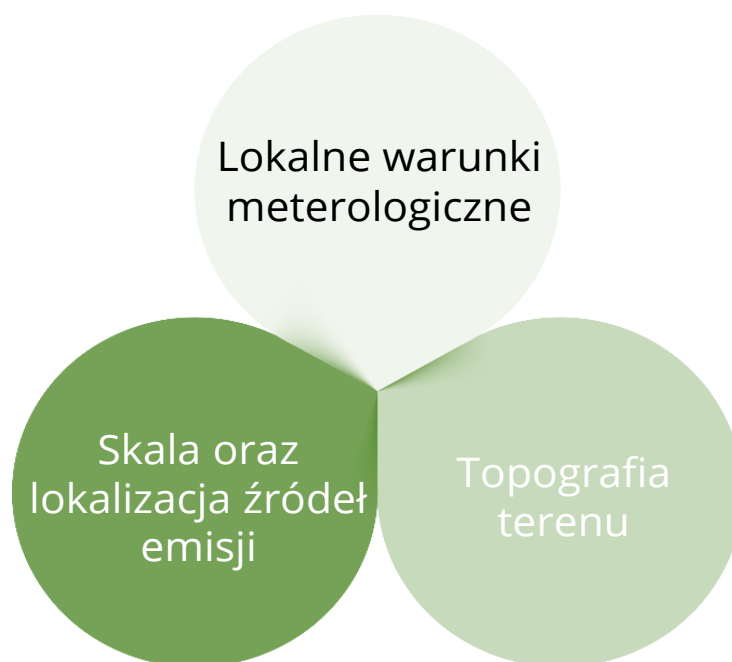 Lokalne warunki
meterologiczne
Skala oraz
lokalizacja źródeł
emisji
Topografia
terenu